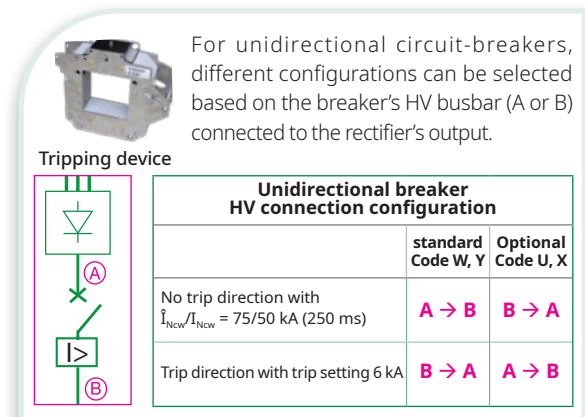 For unidirectional circuit-breakers,
different configurations can be selected
based on the breaker's HV busbar (A or B)
connected to the rectifier's output.
Tripping device
A
I>
B
Unidirectional breaker
HV connection configuration
standard Optional
Code W, Y Code U, X
No trip direction with
Î_Ncw/I_Ncw = 75/50 kA (250 ms) A → B B → A
Trip direction with trip setting 6 kA B → A A → B